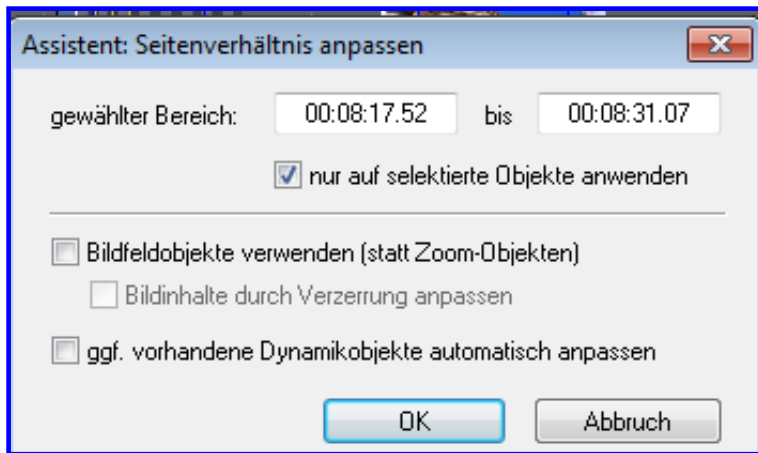 Assistent: Seitenverhältnis anpassen
gewählter Bereich: 00:08:17.52 bis 00:08:31.07
nur auf selektierte Objekte anwenden
Bildfeldobjekte verwenden (statt Zoom-Objekten)
Bildinhalte durch Verzerrung anpassen
ggf. vorhandene Dynamikobjekte automatisch anpassen
OK Abbruch